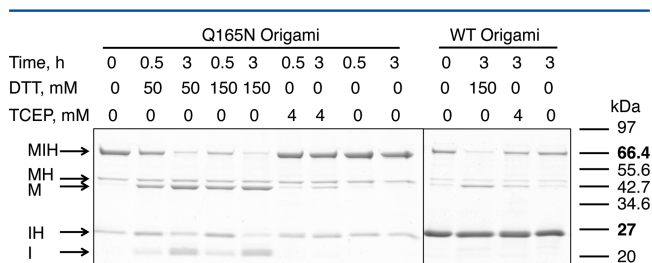 Q165N Origami WT Origami
Time, h 0 0.5 3 0.5 3 0.5 3 0.5 3 0 3 3 3
DTT, mM 0 50 50 150 150 0 0 0 0 0 150 0 0
TCEP, mM 0 0 0 0 0 4 4 0 0 0 0 4 0
kDa
97
MIH 66.4
55.6
MH
M 42.7
34.6
IH 27
I 20